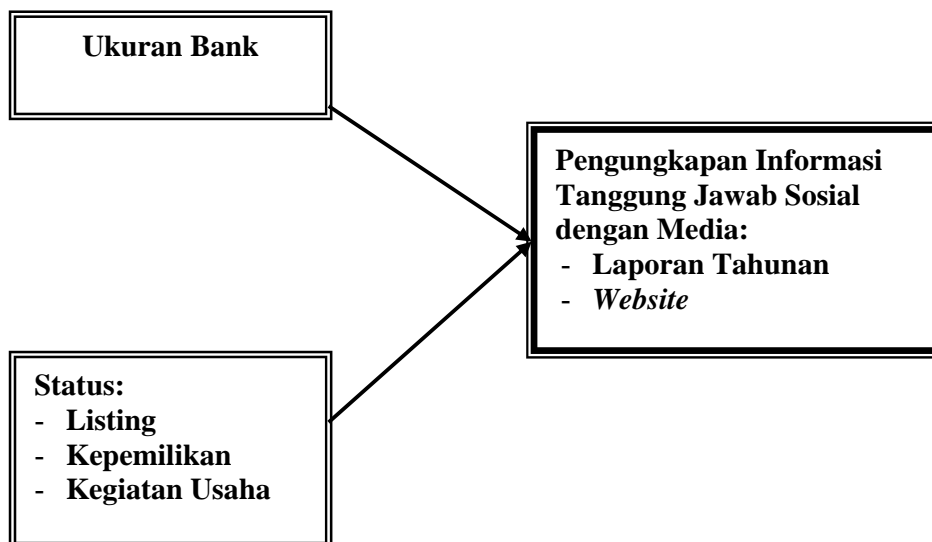 Ukuran Bank
Pengungkapan Informasi
Tanggung Jawab Sosial
dengan Media:
- Laporan Tahunan
- Website
Status:
- Listing
- Kepemilikan
- Kegiatan Usaha